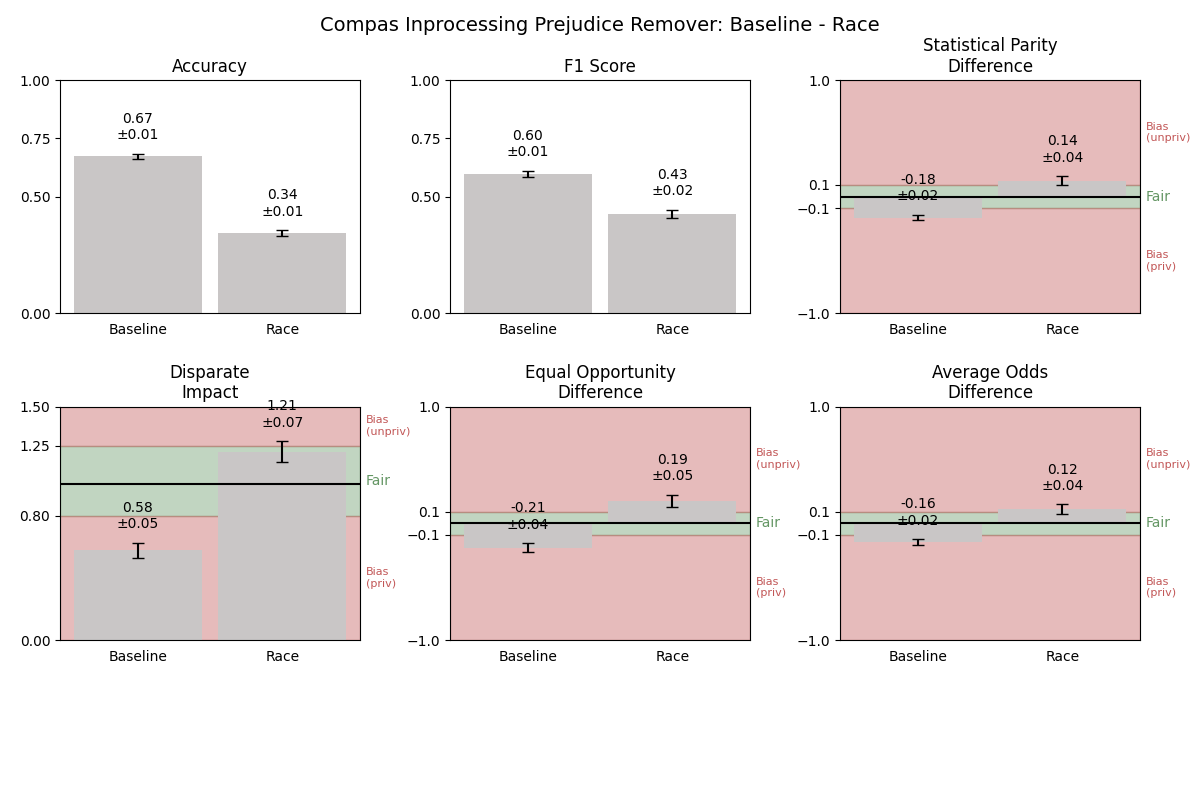 Compas Inprocessing Prejudice Remover: Baseline - Race
Accuracy
1.00
0.75
0.50
0.00
0.67
±0.01
0.34
±0.01
Baseline
Race
F1 Score
1.00
0.75
0.50
0.00
0.60
±0.01
0.43
±0.02
Baseline
Race
Statistical Parity
Difference
1.0
0.1
−0.1
−1.0
-0.18
±0.02
0.14
±0.04
Bias
(unpriv)
Fair
Bias
(priv)
Baseline
Race
Disparate
Impact
1.50
1.25
0.80
0.00
0.58
±0.05
1.21
±0.07
Bias
(unpriv)
Fair
Bias
(priv)
Baseline
Race
Equal Opportunity
Difference
1.0
0.1
−0.1
−1.0
-0.21
±0.04
0.19
±0.05
Bias
(unpriv)
Fair
Bias
(priv)
Baseline
Race
Average Odds
Difference
1.0
0.1
−0.1
−1.0
-0.16
±0.02
0.12
±0.04
Bias
(unpriv)
Fair
Bias
(priv)
Baseline
Race